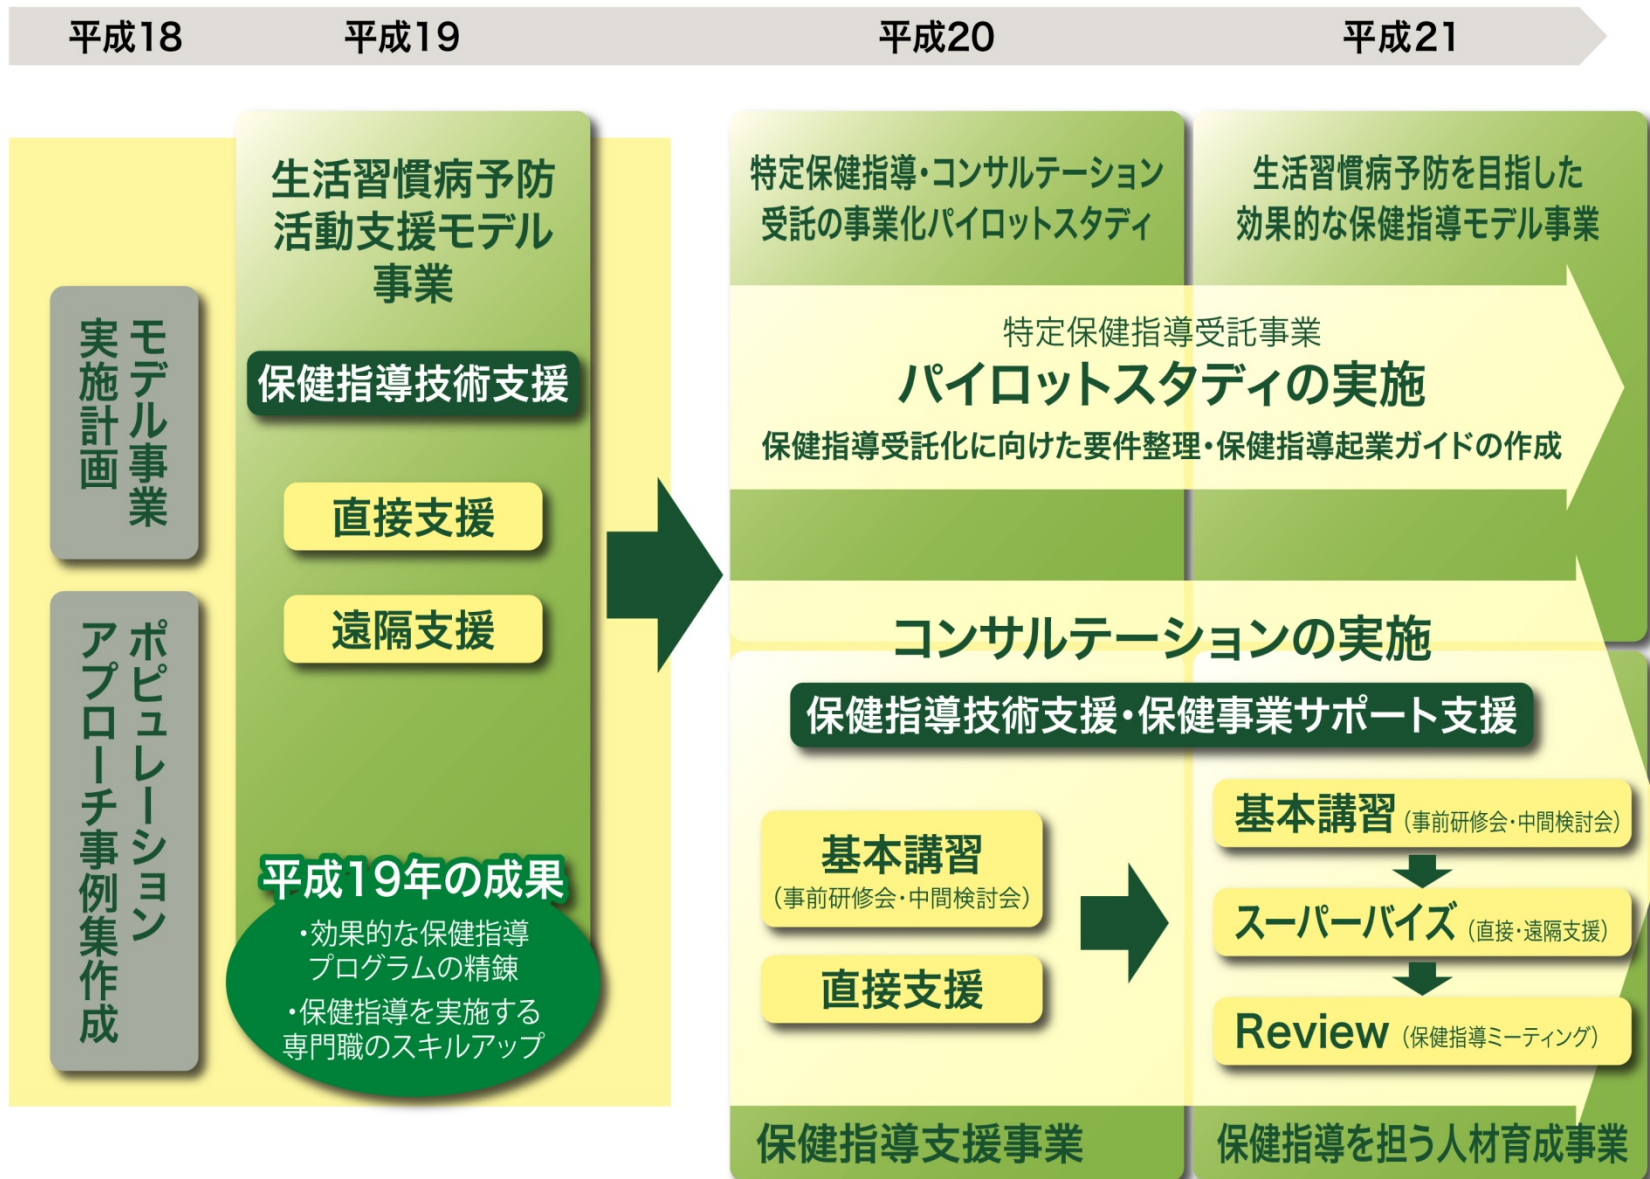 平成18
平成19
平成20
平成21
モデル事業
実施計画
ポピュレーション
アプローチ事例集作成
生活習慣病予防
活動支援モデル
事業
保健指導技術支援
直接支援
遠隔支援
平成19年の成果
・効果的な保健指導
プログラムの精錬
・保健指導を実施する
専門職のスキルアップ
特定保健指導・コンサルテーション
受託の事業化パイロットスタディ
生活習慣病予防を目指した
効果的な保健指導モデル事業
特定保健指導受託事業
パイロットスタディの実施
保健指導受託化に向けた要件整理・保健指導起業ガイドの作成
コンサルテーションの実施
保健指導技術支援・保健事業サポート支援
基本講習
（事前研修会・中間検討会）
直接支援
基本講習（事前研修会・中間検討会）
スーパーバイズ（直接・遠隔支援）
Review（保健指導ミーティング）
保健指導支援事業
保健指導を担う人材育成事業